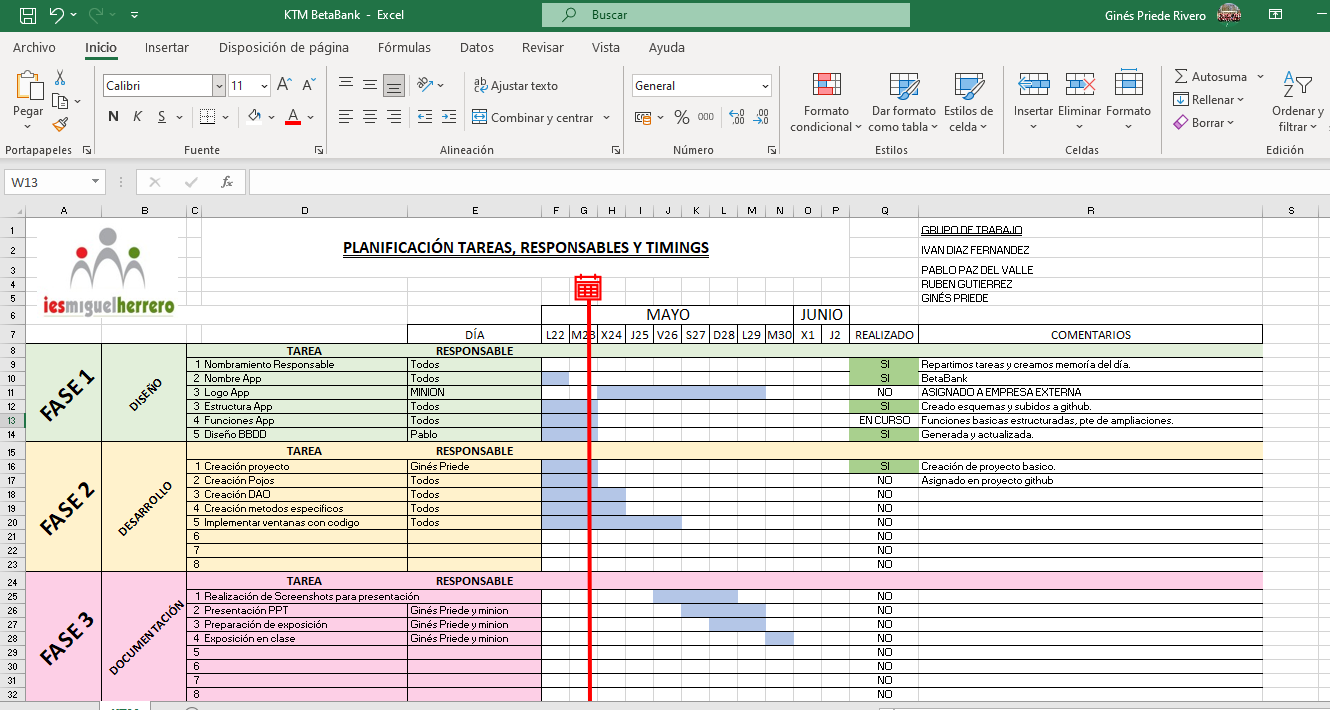 KTM BetaBank - Excel
Buscar
Ginés Priede Rivero
Archivo Inicio Insertar Disposición de página Fórmulas Datos Revisar Vista Ayuda
Pegar
Calibri 11
N K S
Ajustar texto
Combinar y centrar
General
% 000
Formato condicional
Dar formato como tabla
Estilos de celda
Insertar Eliminar Formato
Autosuma
Rellenar
Borrar
Ordenar y filtrar
Portapapeles Fuente Alineación Número Estilos Celdas Edición
W13 fx
A B C D E F G H I J K L M N O P Q R S
1 GRUPO DE TRABAJO
2 PLANIFICACIÓN TAREAS, RESPONSABLES Y TIMINGS IVAN DIAZ FERNANDEZ
3 PABLO PAZ DEL VALLE
4 RUBEN GUTIERREZ
5 iesmiguelherrero GINÉS PRIEDE
6 MAYO JUNIO
7 DÍA L22 M23 X24 J25 V26 S27 D28 L29 M30 X1 J2 REALIZADO COMENTARIOS
8 TAREA RESPONSABLE
FASE 1
DISEÑO
9 1 Nombramiento Responsable Todos SI Repartimos tareas y creamos memoría del día.
10 2 Nombre App Todos SI BetaBank
11 3 Logo App MINION NO ASIGNADO A EMPRESA EXTERNA
12 3 Estructura App Todos SI Creado esquemas y subidos a github.
13 4 Funciones App Todos EN CURSO Funciones basicas estructuradas, pte de ampliaciones.
14 5 Diseño BBDD Pablo SI Generada y actualizada.
15 TAREA RESPONSABLE
FASE 2
DESARROLLO
16 1 Creación proyecto Ginés Priede SI Creación de proyecto basico.
17 2 Creación Pojos Todos NO Asignado en proyecto github
18 3 Creación DAO Todos NO
19 4 Creación metodos especificos Todos NO
20 5 Implementar ventanas con codigo Todos NO
21 6 NO
22 7 NO
23 8 NO
24 TAREA RESPONSABLE
FASE 3
DOCUMENTACIÓN
25 1 Realización de Screenshots para presentación NO
26 2 Presentación PPT Ginés Priede y minion NO
27 3 Preparación de exposición Ginés Priede y minion NO
28 4 Exposición en clase Ginés Priede y minion NO
29 5 NO
30 6 NO
31 7 NO
32 8 NO